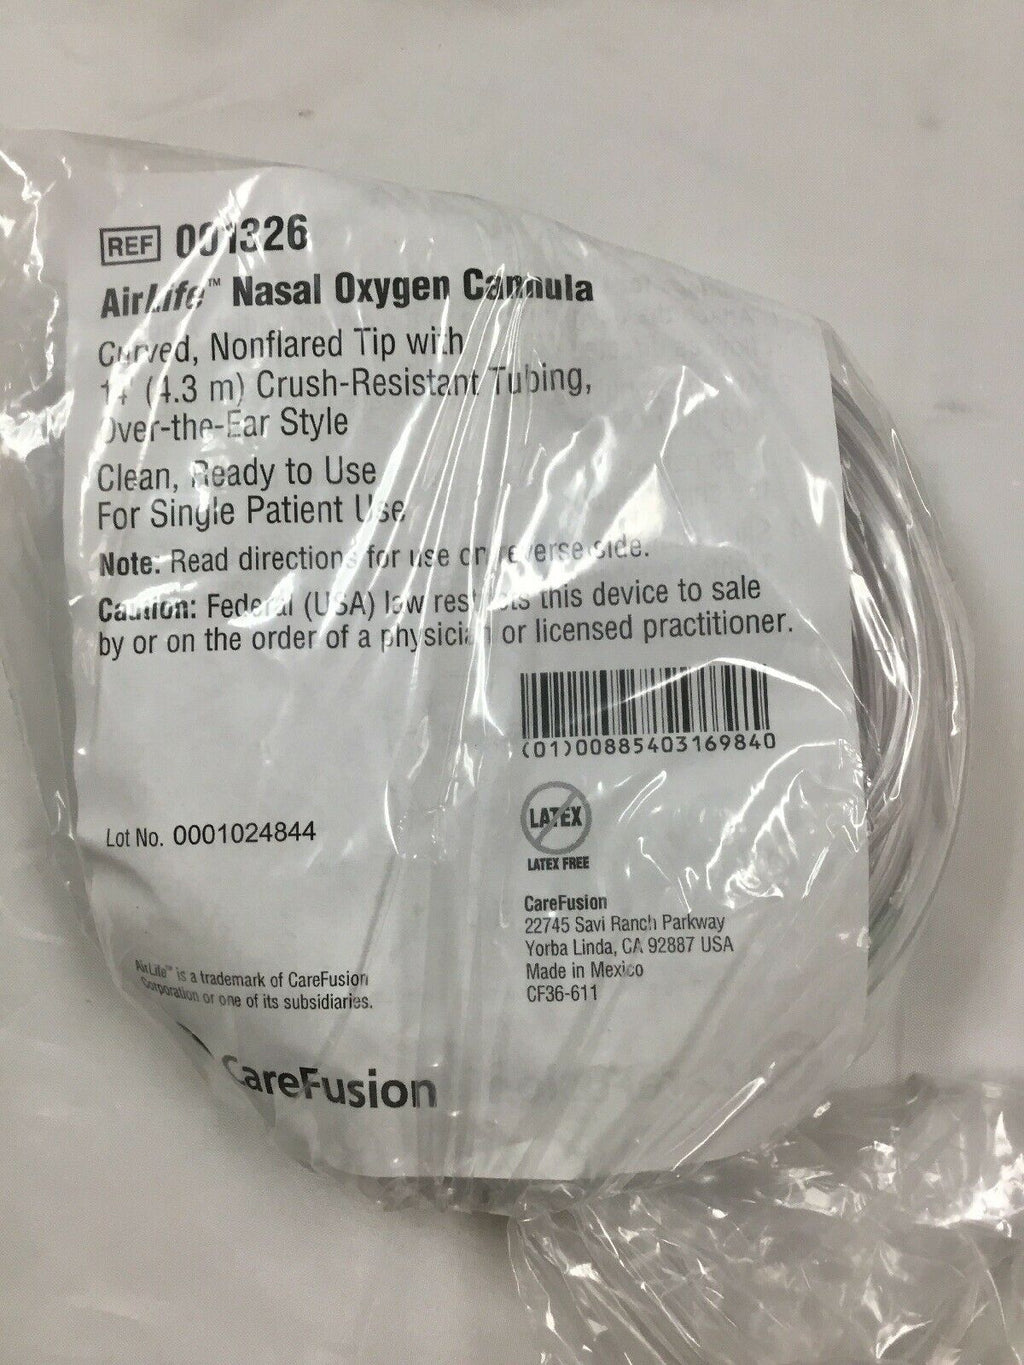 REF 001326
AirLife™ Nasal Oxygen Cannula
Curved, Nonflared Tip with
14' (4.3 m) Crush-Resistant Tubing,
Over-the-Ear Style
Clean, Ready to Use
For Single Patient Use
Note: Read directions for use on reverse side.
Caution: Federal (USA) law restricts this device to sale
by or on the order of a physician or licensed practitioner.
(01)00885403169840
LATEX
LATEX FREE
Lot No. 0001024844
CareFusion
22745 Savi Ranch Parkway
Yorba Linda, CA 92887 USA
Made in Mexico
CF36-611
AirLife™ is a trademark of CareFusion
Corporation or one of its subsidiaries.
CareFusion